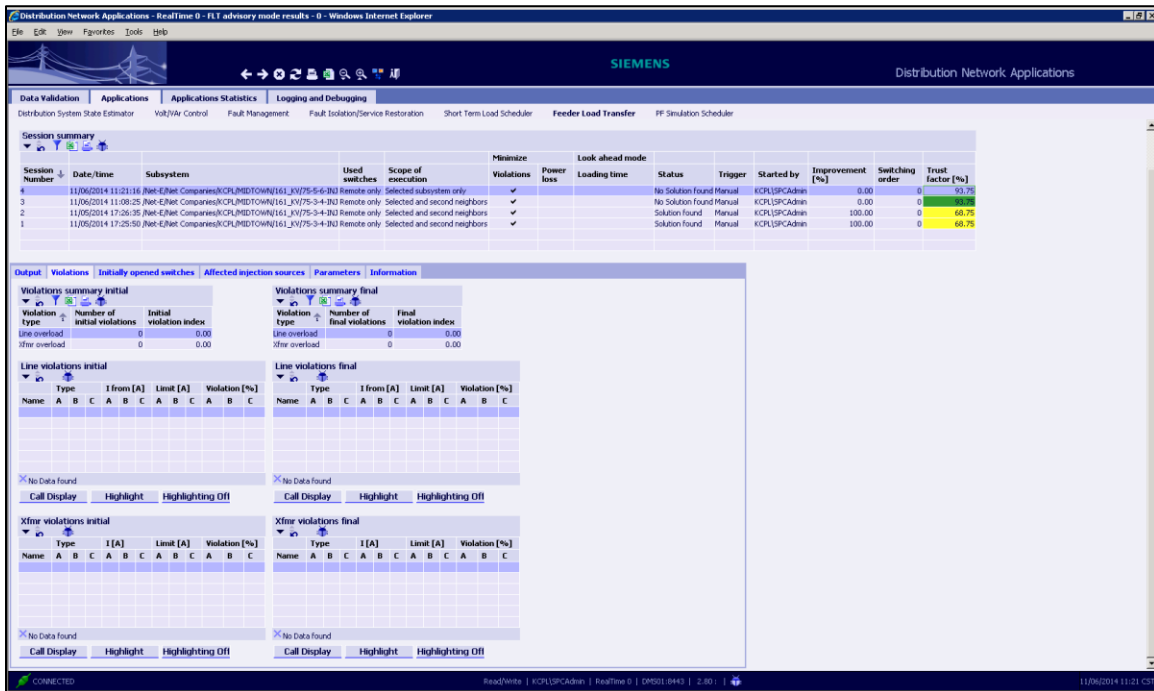 Distribution Network Applications - RealTime 0 - FLT advisory mode results - 0 - Windows Internet Explorer
File Edit View Favorites Tools Help
SIEMENS
Distribution Network Applications
Data Validation Applications Applications Statistics Logging and Debugging
Distribution System State Estimator Volt/VAr Control Fault Management Fault Isolation/Service Restoration Short Term Load Scheduler Feeder Load Transfer PF Simulation Scheduler
Session summary
Minimize Look ahead mode
Session Number Date/time Subsystem Used switches Scope of execution Violations Power loss Loading time Status Trigger Started by Improvement [%] Switching order Trust factor [%]
4 11/06/2014 11:21:16 /Net-E/Net Companies/KCPL/MIDTOWN/161_KV/75-5-6-INJ Remote only Selected subsystem only ✔ No Solution found Manual KCPL\SPCAdmin 0.00 0 93.75
3 11/06/2014 11:08:25 /Net-E/Net Companies/KCPL/MIDTOWN/161_KV/75-3-4-INJ Remote only Selected and second neighbors ✔ No Solution found Manual KCPL\SPCAdmin 0.00 0 93.75
2 11/05/2014 17:26:35 /Net-E/Net Companies/KCPL/MIDTOWN/161_KV/75-3-4-INJ Remote only Selected and second neighbors ✔ Solution found Manual KCPL\SPCAdmin 100.00 0 68.75
1 11/05/2014 17:25:50 /Net-E/Net Companies/KCPL/MIDTOWN/161_KV/75-3-4-INJ Remote only Selected and second neighbors ✔ Solution found Manual KCPL\SPCAdmin 100.00 0 68.75
Output Violations Initially opened switches Affected injection sources Parameters Information
Violations summary initial Violations summary final
Violation type Number of initial violations Initial violation index Violation type Number of final violations Final violation index
Line overload 0 0.00 Line overload 0 0.00
Xfmr overload 0 0.00 Xfmr overload 0 0.00
Line violations initial Line violations final
Type I from [A] Limit [A] Violation [%] Type I from [A] Limit [A] Violation [%]
Name A B C A B C A B C A B C Name A B C A B C A B C A B C
No Data found No Data found
Call Display Highlight Highlighting Off Call Display Highlight Highlighting Off
Xfmr violations initial Xfmr violations final
Type I [A] Limit [A] Violation [%] Type I [A] Limit [A] Violation [%]
Name A B C A B C A B C A B C Name A B C A B C A B C A B C
No Data found No Data found
Call Display Highlight Highlighting Off Call Display Highlight Highlighting Off
CONNECTED Read/Write | KCPL\SPCAdmin | RealTime 0 | DMS01:8443 | 2.80 : | 11/06/2014 11:21 CST